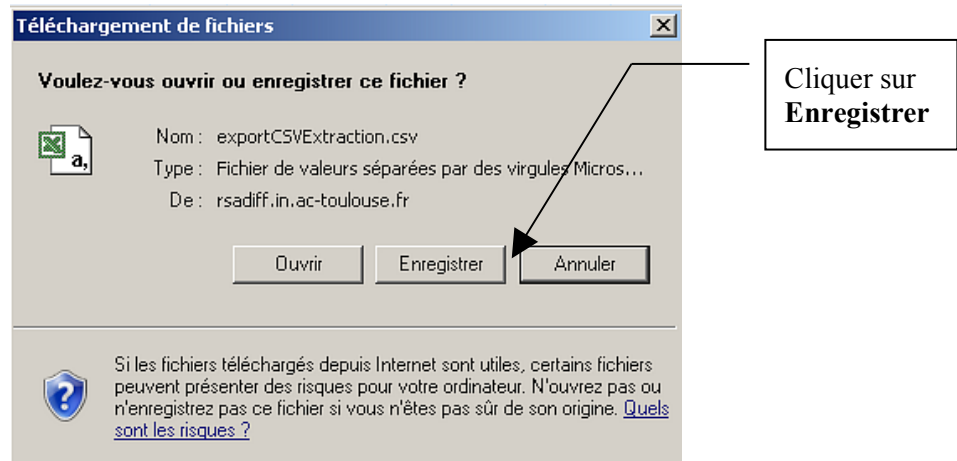 Téléchargement de fichiers
Voulez-vous ouvrir ou enregistrer ce fichier ?
Nom : exportCSVExtraction.csv
Type : Fichier de valeurs séparées par des virgules Micros...
De : rsadiff.in.ac-toulouse.fr
Ouvrir Enregistrer Annuler
Si les fichiers téléchargés depuis Internet sont utiles, certains fichiers
peuvent présenter des risques pour votre ordinateur. N'ouvrez pas ou
n'enregistrez pas ce fichier si vous n'êtes pas sûr de son origine. Quels
sont les risques ?
Cliquer sur
Enregistrer